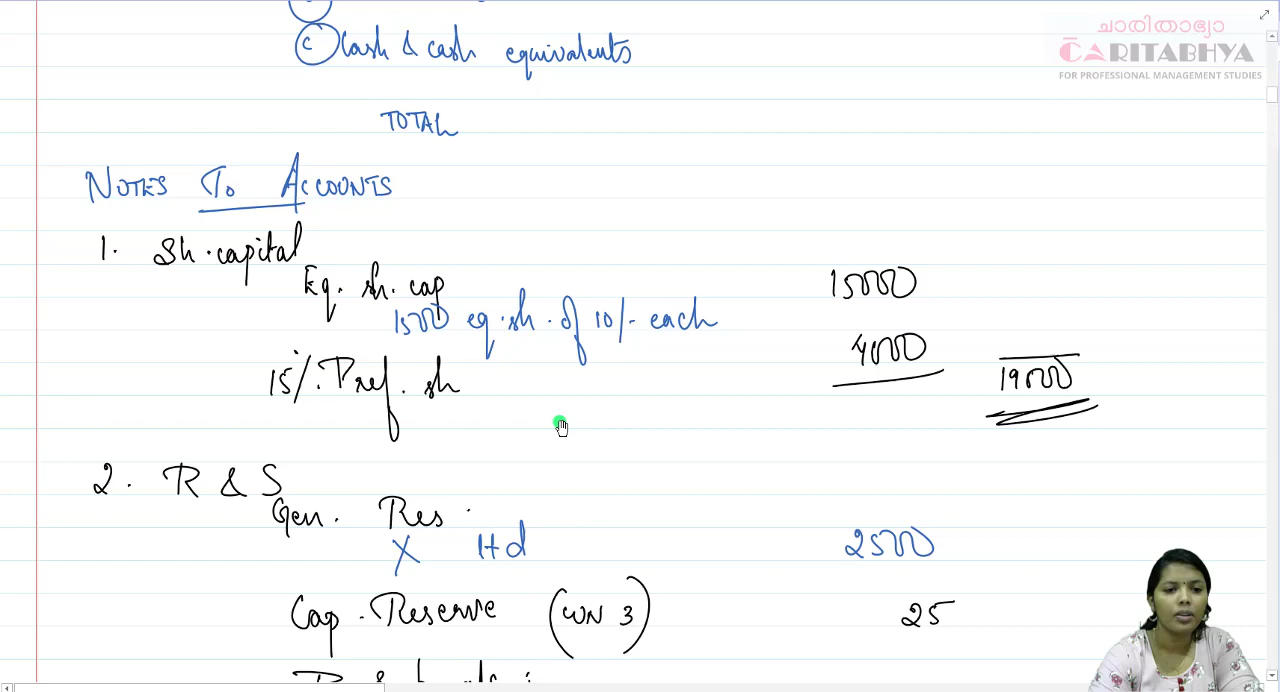 ചാരിതാഭ്യാ
CARITABHYA
FOR PROFESSIONAL MANAGEMENT STUDIES
(c) Cash & cash equivalents
TOTAL
NOTES TO ACCOUNTS
1. Sh. capital
Eq. sh. cap 15000
1500 eq. sh. of 10/- each
15%. Pref. sh 4000 19000
2. R & S
Gen. Res.
X Ltd 2500
Cap. Reserve (WN 3) 25